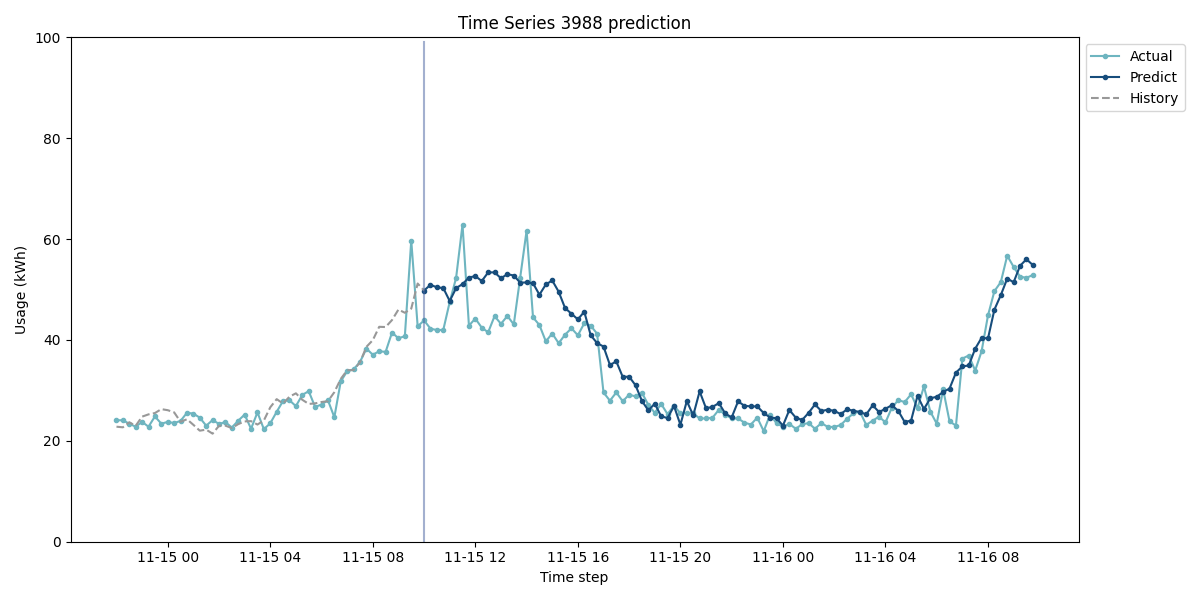 Time Series 3988 prediction
100
80
60
40
20
0
Usage (kWh)
11-15 00 11-15 04 11-15 08 11-15 12 11-15 16 11-15 20 11-16 00 11-16 04 11-16 08
Time step
Actual
Predict
History